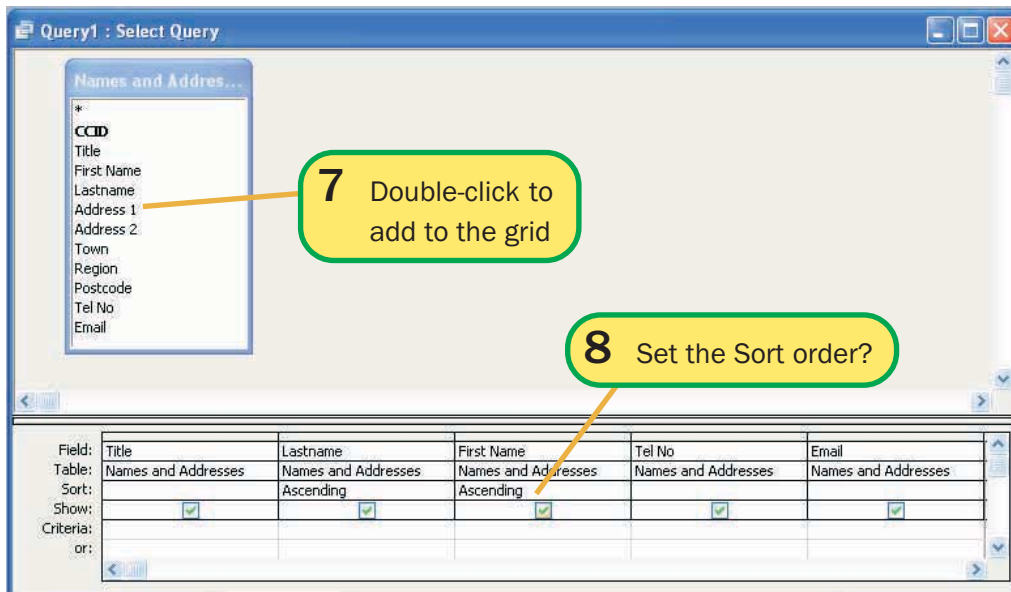 Query1 : Select Query
Names and Addres...
*
CCID
Title
First Name
Lastname
Address 1
Address 2
Town
Region
Postcode
Tel No
Email
7 Double-click to
add to the grid
8 Set the Sort order?
Field: Title Lastname First Name Tel No Email
Table: Names and Addresses Names and Addresses Names and Addresses Names and Addresses Names and Addresses
Sort: Ascending Ascending
Show:
Criteria:
or: